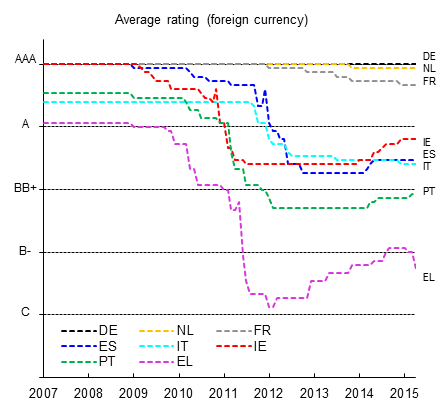 Average rating (foreign currency)
AAA
A
BB+
B-
C
DE
NL
FR
IE
ES
IT
PT
EL
DE NL FR
ES IT IE
PT EL
2007 2008 2009 2010 2011 2012 2013 2014 2015